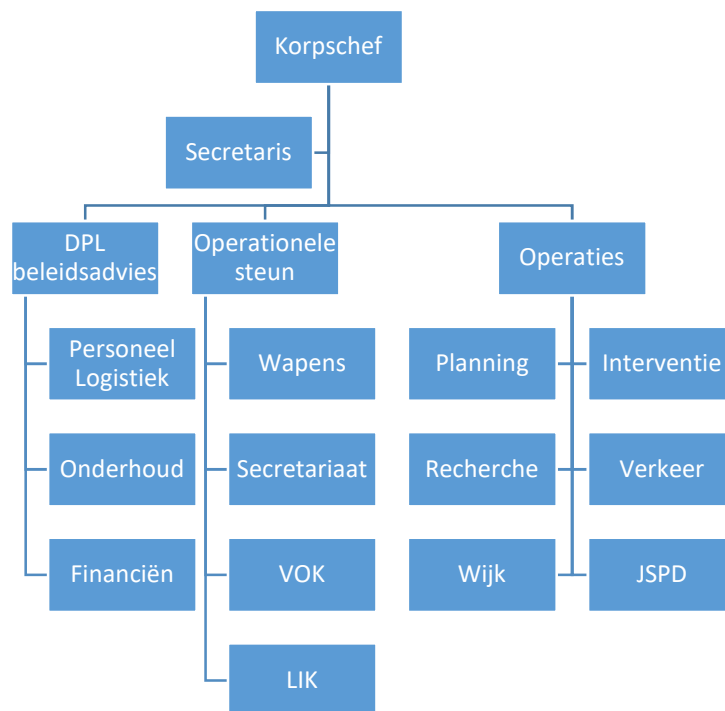 Korpschef
Secretaris
DPL
beleidsadvies
Operationele
steun
Operaties
Personeel
Logistiek
Wapens
Planning
Interventie
Onderhoud
Secretariaat
Recherche
Verkeer
Financiën
VOK
Wijk
JSPD
LIK